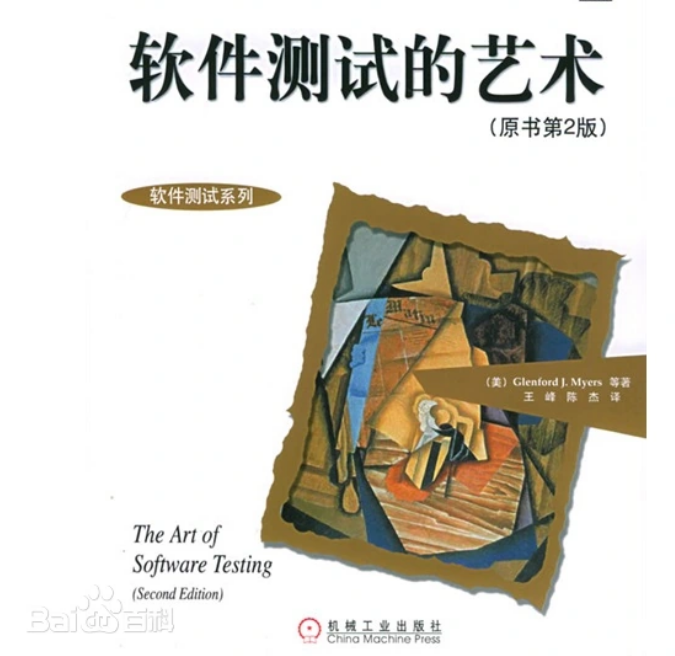 软件测试的艺术
（原书第2版）
软件测试系列
Le Matin
（美）Glenford J. Myers 等著
王 峰 陈 杰 译
The Art of
Software Testing
(Second Edition)
Bai百科
机械工业出版社
China Machine Press